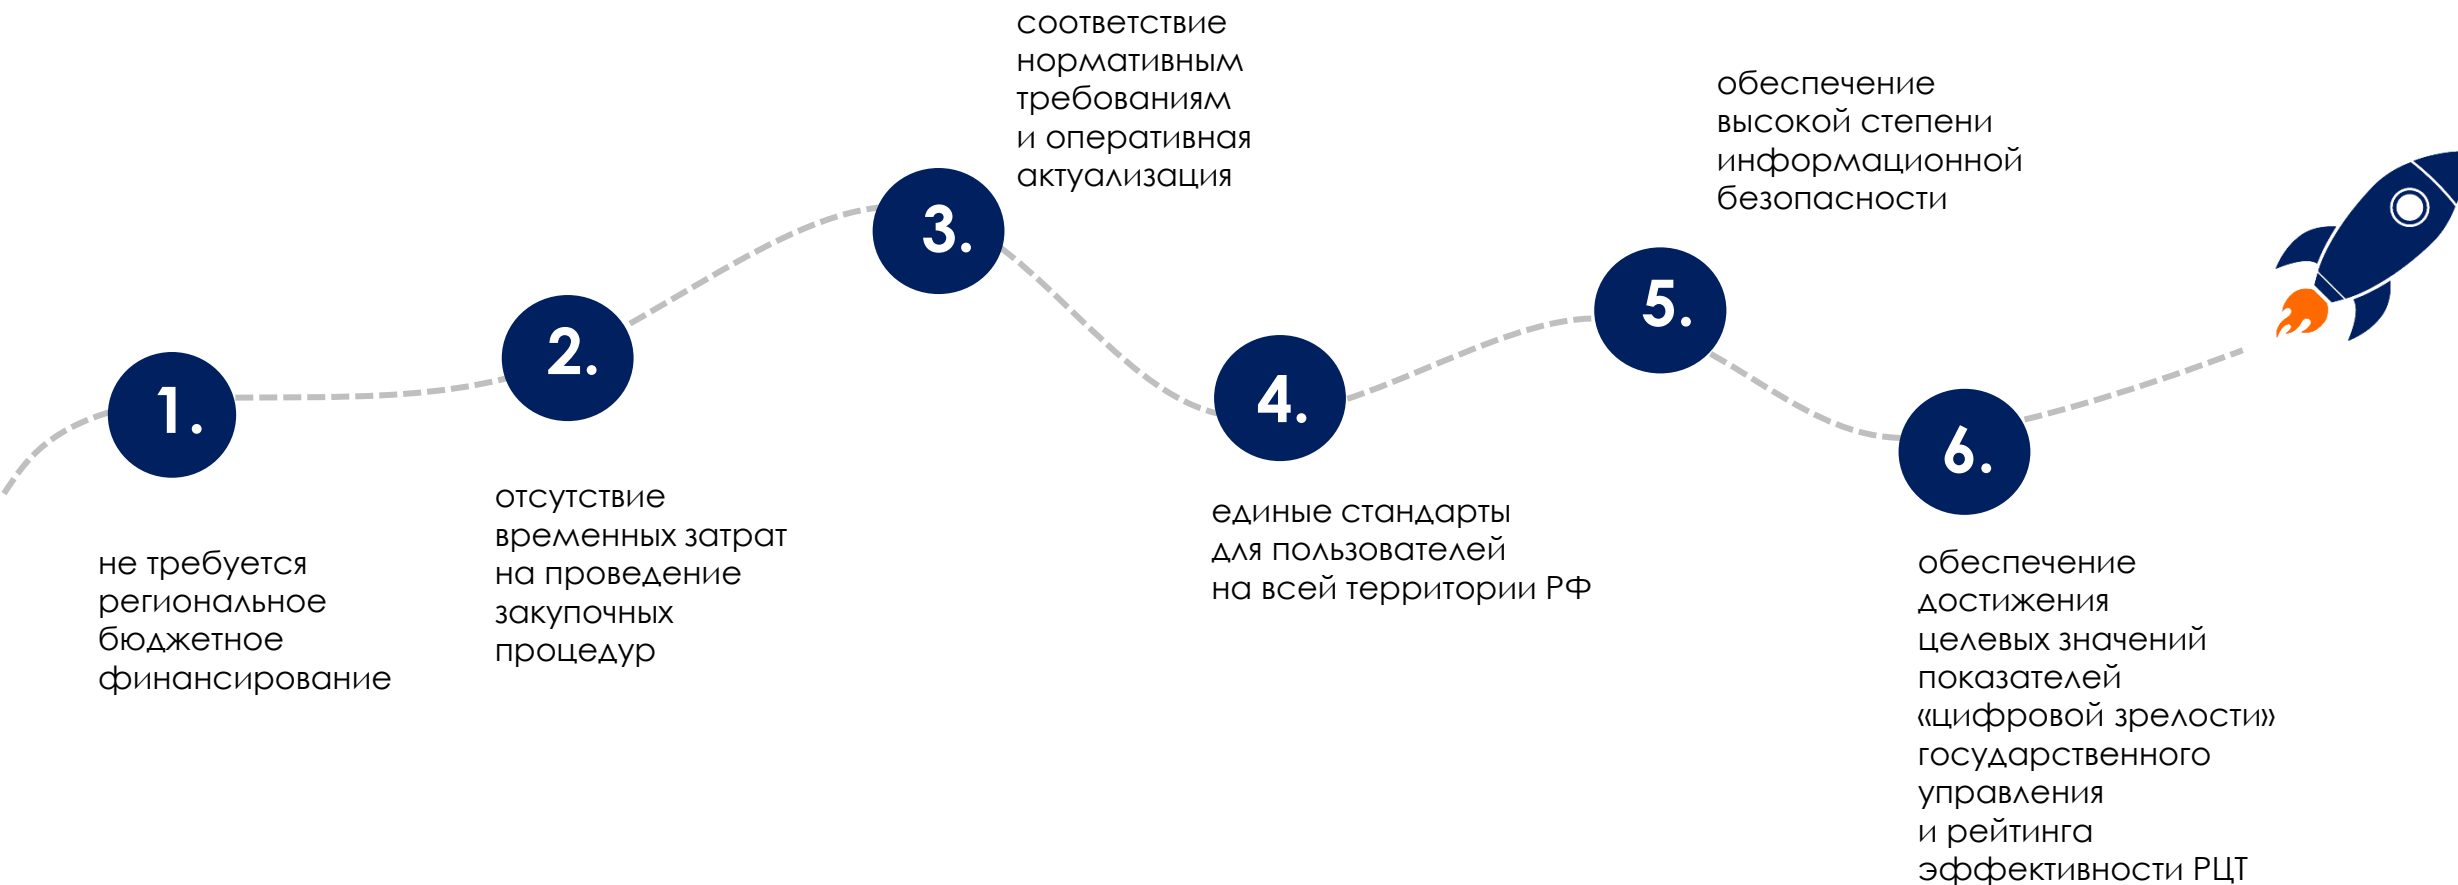 1.
не требуется
региональное
бюджетное
финансирование
2.
отсутствие
временных затрат
на проведение
закупочных
процедур
3.
соответствие
нормативным
требованиям
и оперативная
актуализация
4.
единые стандарты
для пользователей
на всей территории РФ
5.
обеспечение
высокой степени
информационной
безопасности
6.
обеспечение
достижения
целевых значений
показателей
«цифровой зрелости»
государственного
управления
и рейтинга
эффективности РЦТ